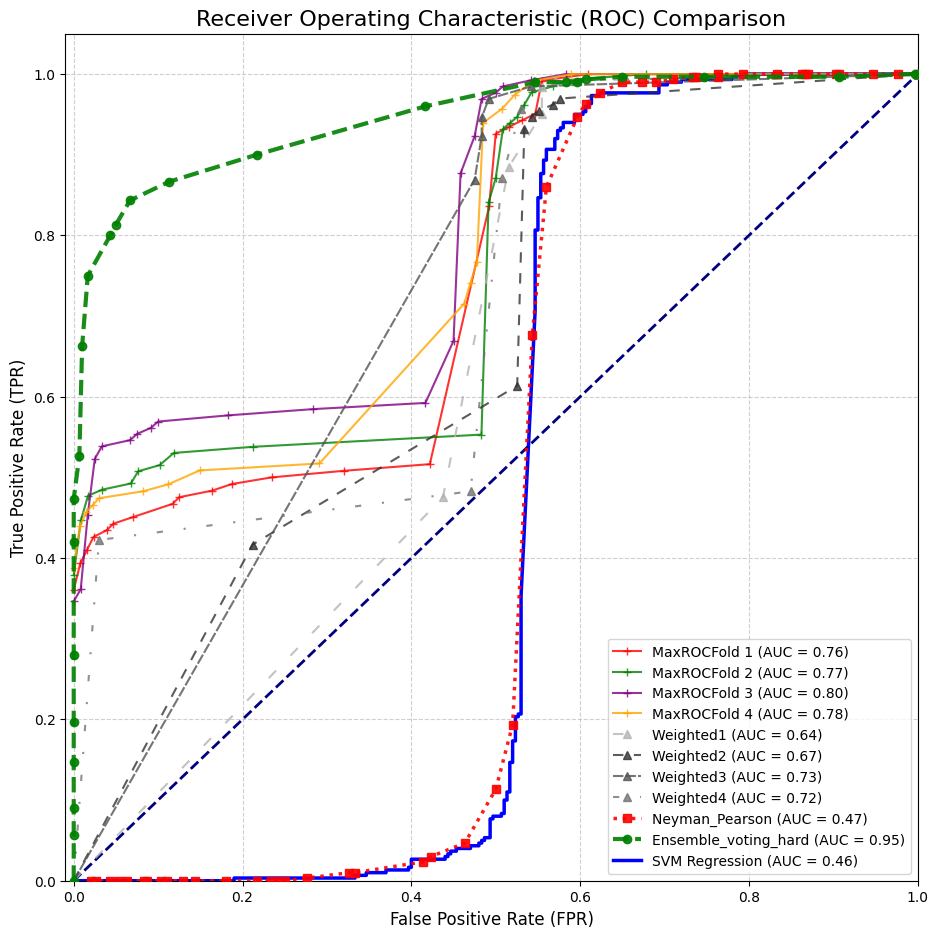 Receiver Operating Characteristic (ROC) Comparison
True Positive Rate (TPR)
1.0
0.8
0.6
0.4
0.2
0.0
MaxROCFold 1 (AUC = 0.76)
MaxROCFold 2 (AUC = 0.77)
MaxROCFold 3 (AUC = 0.80)
MaxROCFold 4 (AUC = 0.78)
Weighted1 (AUC = 0.64)
Weighted2 (AUC = 0.67)
Weighted3 (AUC = 0.73)
Weighted4 (AUC = 0.72)
Neyman_Pearson (AUC = 0.47)
Ensemble_voting_hard (AUC = 0.95)
SVM Regression (AUC = 0.46)
0.0 0.2 0.4 0.6 0.8 1.0
False Positive Rate (FPR)